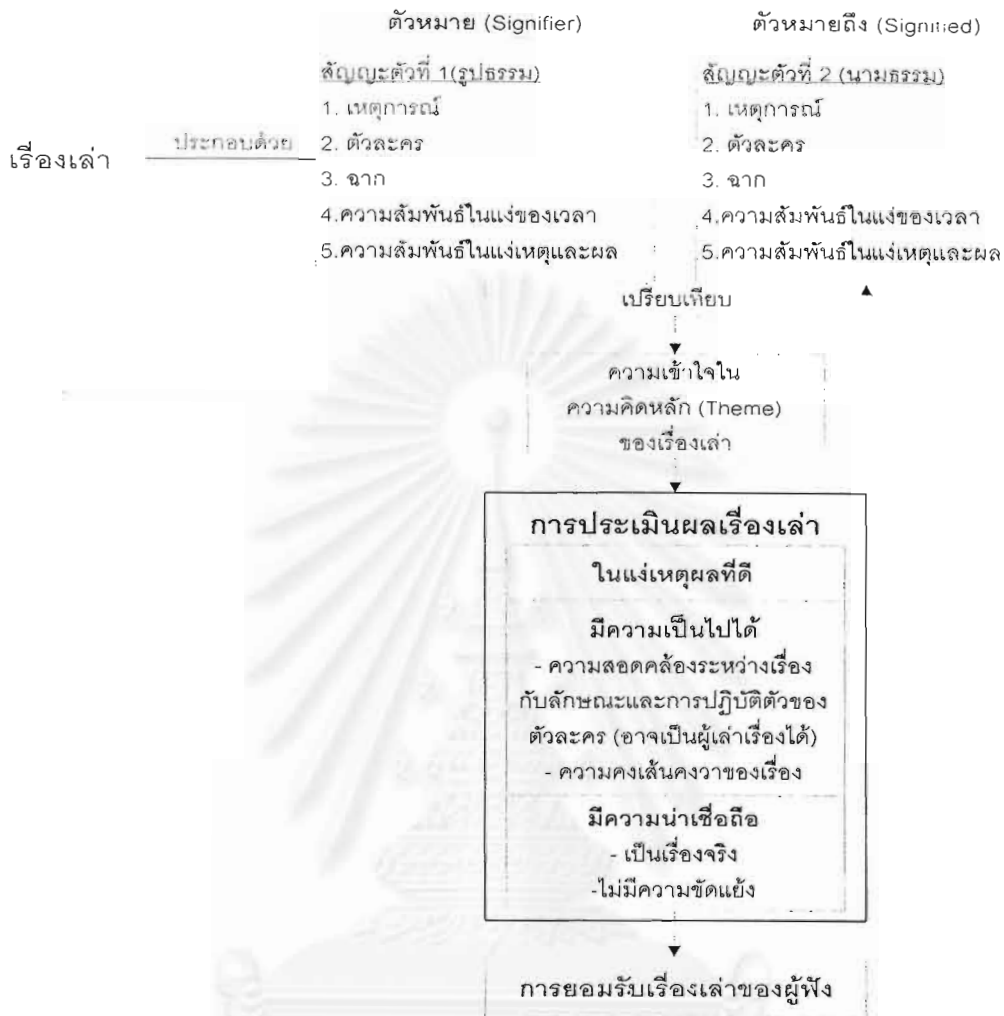 ตัวหมาย (Signifier)
ตัวหมายถึง (Signified)
สัญญะตัวที่ 1(รูปธรรม)
1. เหตุการณ์
2. ตัวละคร
3. ฉาก
4.ความสัมพันธ์ในแง่ของเวลา
5.ความสัมพันธ์ในแง่เหตุและผล
สัญญะตัวที่ 2 (นามธรรม)
1. เหตุการณ์
2. ตัวละคร
3. ฉาก
4.ความสัมพันธ์ในแง่ของเวลา
5.ความสัมพันธ์ในแง่เหตุและผล
เรื่องเล่า
ประกอบด้วย
เปรียบเทียบ
ความเข้าใจใน
ความคิดหลัก (Theme)
ของเรื่องเล่า
การประเมินผลเรื่องเล่า
ในแง่เหตุผลที่ดี
มีความเป็นไปได้
- ความสอดคล้องระหว่างเรื่อง
กับลักษณะและการปฏิบัติตัวของ
ตัวละคร (อาจเป็นผู้เล่าเรื่องได้)
- ความคงเส้นคงวาของเรื่อง
มีความน่าเชื่อถือ
- เป็นเรื่องจริง
-ไม่มีความขัดแย้ง
การยอมรับเรื่องเล่าของผู้ฟัง